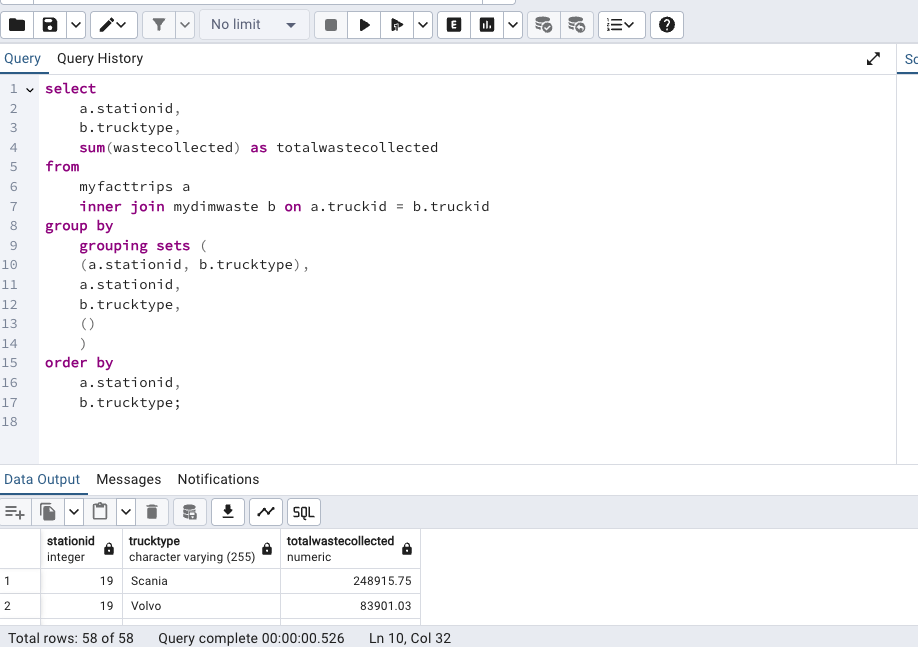 No limit
E
Query Query History
Sc
1 select
2 a.stationid,
3 b.trucktype,
4 sum(wastecollected) as totalwastecollected
5 from
6 myfacttrips a
7 inner join mydimwaste b on a.truckid = b.truckid
8 group by
9 grouping sets (
10 (a.stationid, b.trucktype),
11 a.stationid,
12 b.trucktype,
13 ()
14 )
15 order by
16 a.stationid,
17 b.trucktype;
18
Data Output Messages Notifications
SQL
stationid trucktype totalwastecollected
integer character varying (255) numeric
1 19 Scania 248915.75
2 19 Volvo 83901.03
Total rows: 58 of 58 Query complete 00:00:00.526 Ln 10, Col 32